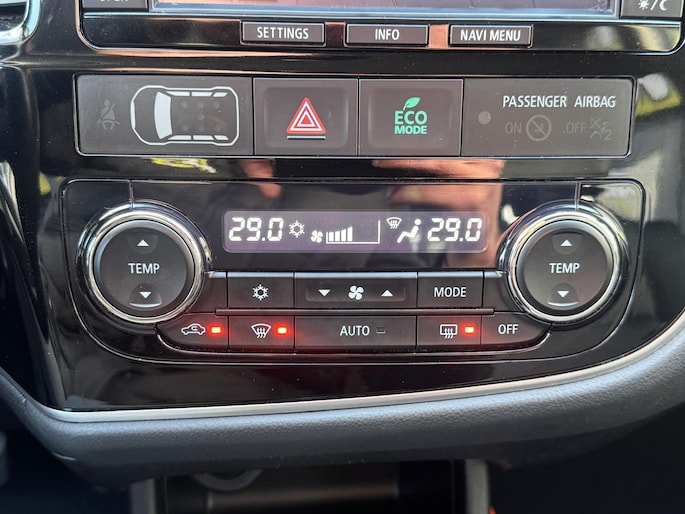 SETTINGS INFO NAVI MENU
ECO MODE
PASSENGER AIRBAG
ON OFF
29.0 29.0
TEMP TEMP
MODE
AUTO OFF